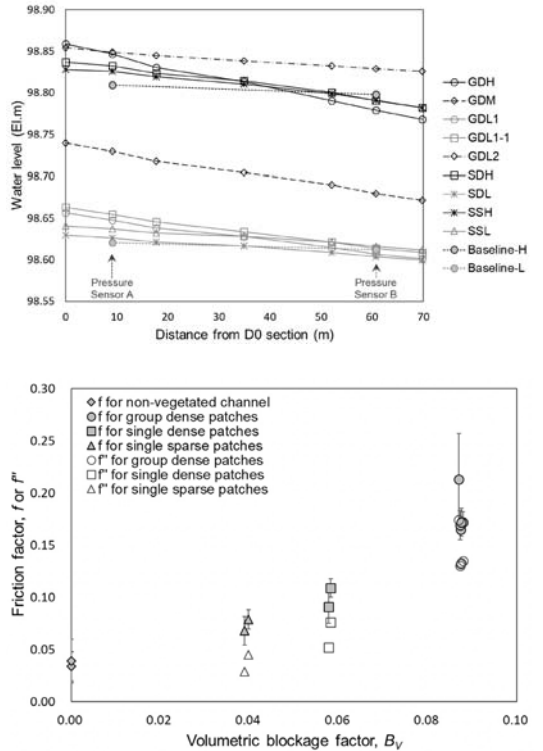 98.90
98.85
98.80
98.75
98.70
98.65
98.60
98.55
Water level (El.m)
0
10
20
30
40
50
60
70
Distance from D0 section (m)
Pressure
Sensor A
Pressure
Sensor B
GDH
GDM
GDL1
GDL1-1
GDL2
SDH
SDL
SSH
SSL
Baseline-H
Baseline-L
0.30
0.25
0.20
0.15
0.10
0.05
0.00
Friction factor, f or f"
f for non-vegetated channel
f for group dense patches
f for single dense patches
f for single sparse patches
f" for group dense patches
f" for single dense patches
f" for single sparse patches
0.00
0.02
0.04
0.06
0.08
0.10
Volumetric blockage factor, BV